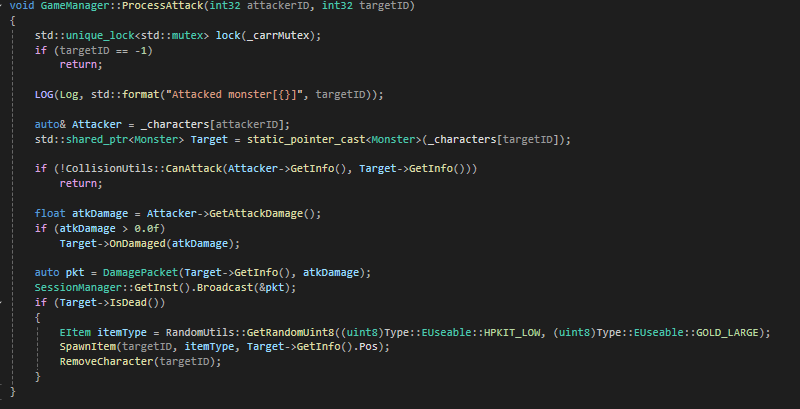 void GameManager::ProcessAttack(int32 attackerID, int32 targetID)
{
std::unique_lock<std::mutex> lock(_carrMutex);
if (targetID == -1)
return;
LOG(Log, std::format("Attacked monster[{}]", targetID));
auto& Attacker = _characters[attackerID];
std::shared_ptr<Monster> Target = static_pointer_cast<Monster>(_characters[targetID]);
if (!CollisionUtils::CanAttack(Attacker->GetInfo(), Target->GetInfo()))
return;
float atkDamage = Attacker->GetAttackDamage();
if (atkDamage > 0.0f)
Target->OnDamaged(atkDamage);
auto pkt = DamagePacket(Target->GetInfo(), atkDamage);
SessionManager::GetInst().Broadcast(&pkt);
if (Target->IsDead())
{
EItem itemType = RandomUtils::GetRandomUint8((uint8)Type::EUseable::HPKIT_LOW, (uint8)Type::EUseable::GOLD_LARGE);
SpawnItem(targetID, itemType, Target->GetInfo().Pos);
RemoveCharacter(targetID);
}
}